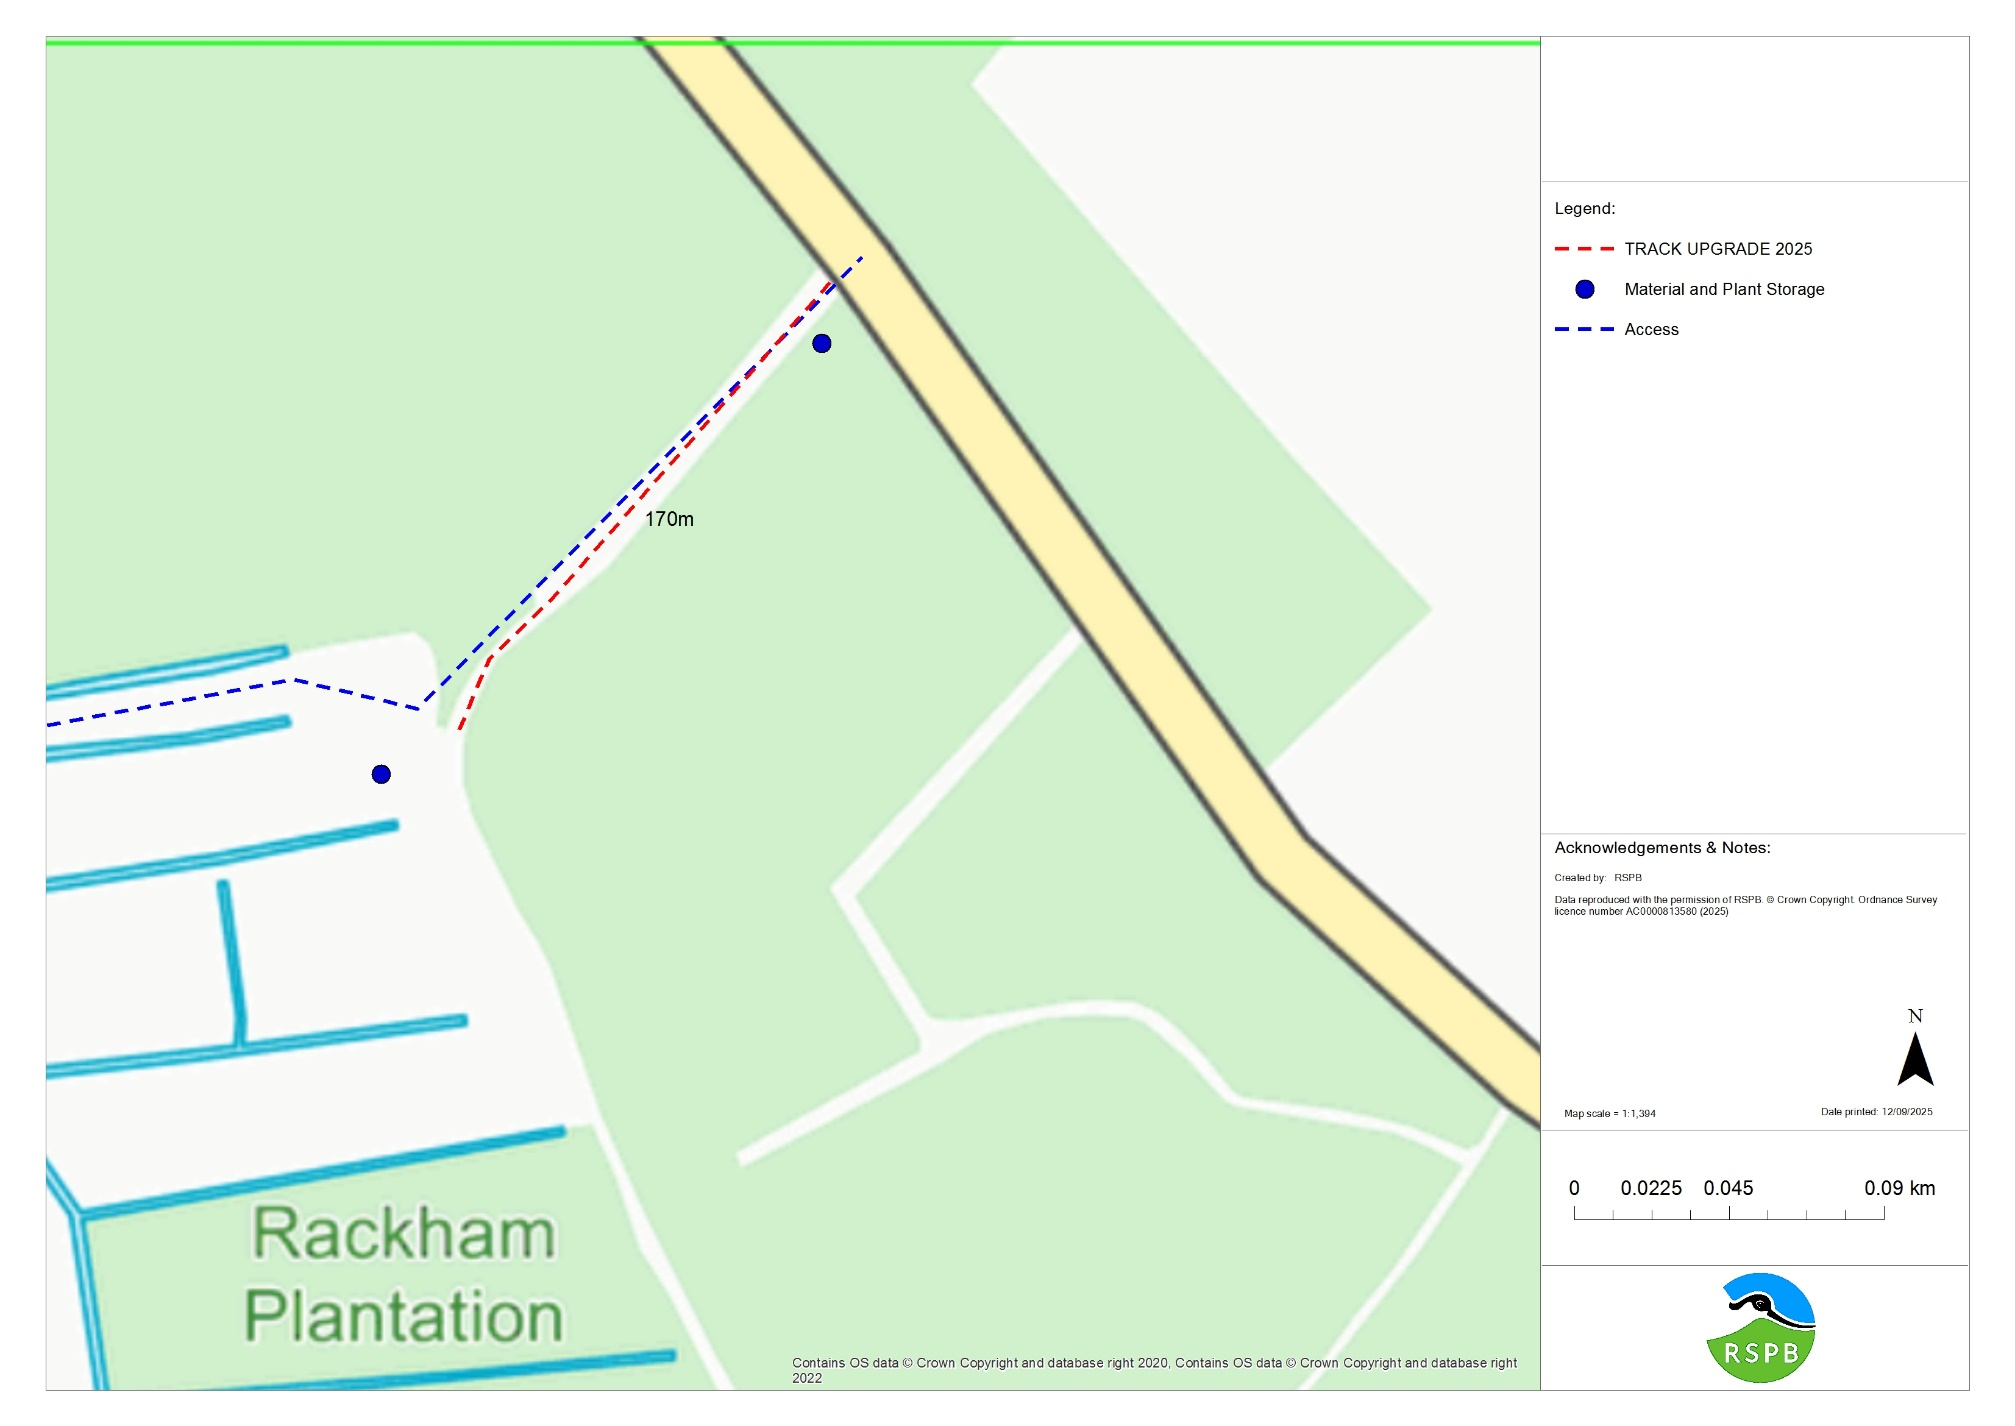 170m
Rackham
Plantation
Contains OS data © Crown Copyright and database right 2020, Contains OS data © Crown Copyright and database right
2022
Legend:
TRACK UPGRADE 2025
Material and Plant Storage
Access
Acknowledgements & Notes:
Created by: RSPB
Data reproduced with the permission of RSPB. © Crown Copyright. Ordnance Survey
licence number AC0000813580 (2025)
N
Map scale = 1:1,394
Date printed: 12/09/2025
0 0.0225 0.045 0.09 km
RSPB